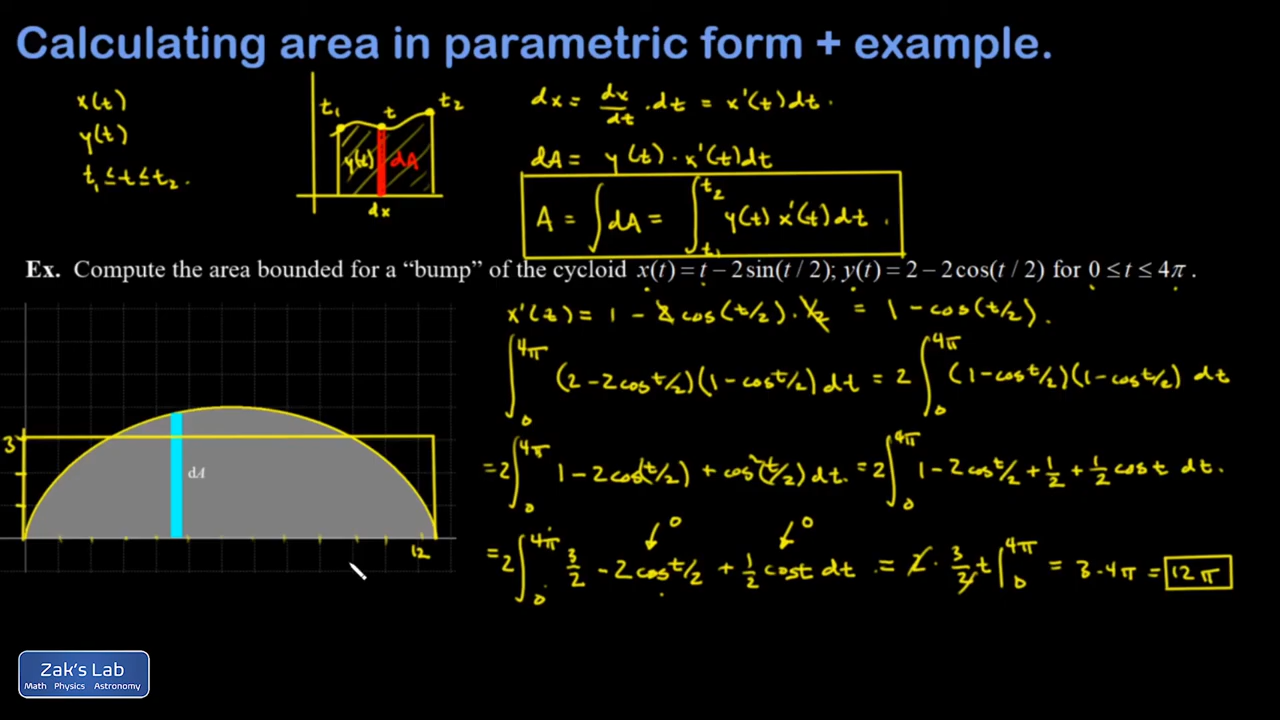 Calculating area in parametric form + example.
x(t)
y(t)
t₁ ≤ t ≤ t₂.
t₁ t t₂
y(t) dA
dx
dx = dx/dt · dt = x'(t)dt.
dA = y(t) · x'(t)dt
A = ∫dA = ∫_{t₁}^{t₂} y(t) x'(t) dt.
Ex. Compute the area bounded for a “bump” of the cycloid x(t) = t − 2sin(t / 2); y(t) = 2 − 2cos(t / 2) for 0 ≤ t ≤ 4π .
x'(t) = 1 − 2 cos(t/2) · 1/2 = 1 − cos(t/2).
∫_0^{4π} (2 − 2cos t/2)(1 − cos t/2) dt = 2 ∫_0^{4π} (1 − cos t/2)(1 − cos t/2) dt
= 2 ∫_0^{4π} 1 − 2cos(t/2) + cos²(t/2) dt. = 2 ∫_0^{4π} 1 − 2cos t/2 + 1/2 + 1/2 cos t dt.
0 0
= 2 ∫_0^{4π} 3/2 − 2 cos t/2 + 1/2 cos t dt = 2 · 3/2 t |_0^{4π} = 3 · 4π = 12π
3
dA
12
Zak's Lab
Math Physics Astronomy